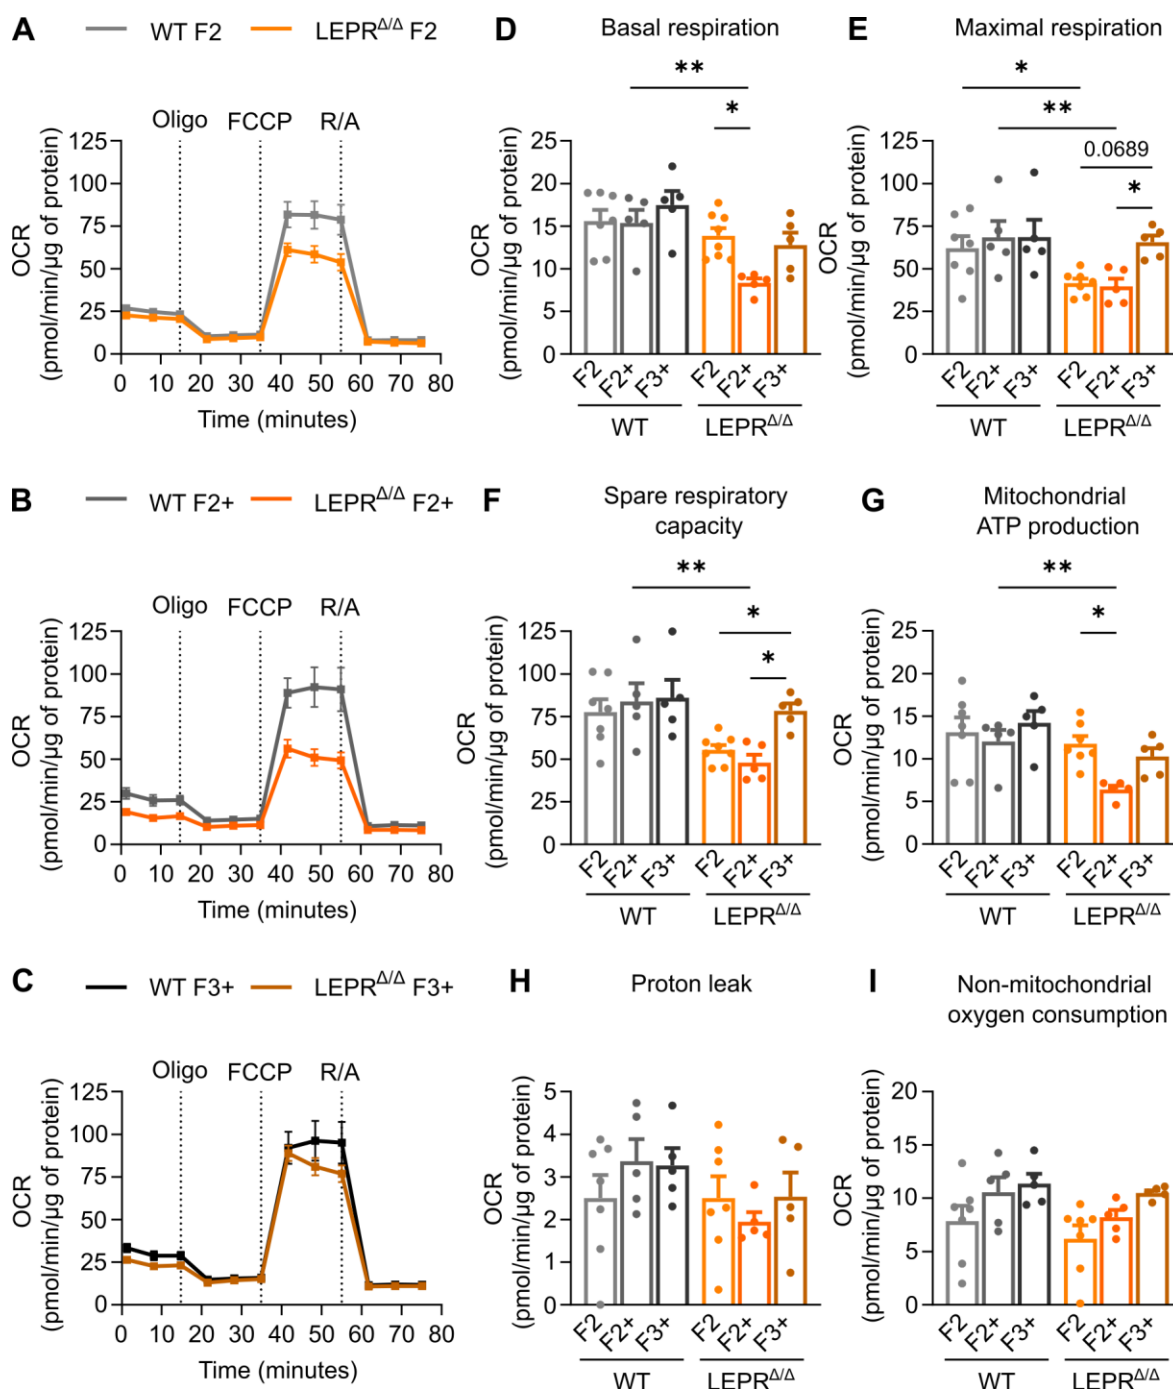 A
WT F2
LEPRΔ/Δ F2
Oligo
FCCP
R/A
OCR
(pmol/min/µg of protein)
125
100
75
50
25
0
0 10 20 30 40 50 60 70 80
Time (minutes)
D
Basal respiration
**
*
OCR
(pmol/min/µg of protein)
25
20
15
10
5
0
F2 F2+ F3+ F2 F2+ F3+
WT LEPRΔ/Δ
E
Maximal respiration
*
**
0.0689
*
OCR
(pmol/min/µg of protein)
125
100
75
50
25
0
F2 F2+ F3+ F2 F2+ F3+
WT LEPRΔ/Δ
B
WT F2+
LEPRΔ/Δ F2+
Oligo
FCCP
R/A
OCR
(pmol/min/µg of protein)
125
100
75
50
25
0
0 10 20 30 40 50 60 70 80
Time (minutes)
F
Spare respiratory
capacity
**
*
*
OCR
(pmol/min/µg of protein)
125
100
75
50
25
0
F2 F2+ F3+ F2 F2+ F3+
WT LEPRΔ/Δ
G
Mitochondrial
ATP production
**
*
OCR
(pmol/min/µg of protein)
25
20
15
10
5
0
F2 F2+ F3+ F2 F2+ F3+
WT LEPRΔ/Δ
C
WT F3+
LEPRΔ/Δ F3+
Oligo
FCCP
R/A
OCR
(pmol/min/µg of protein)
125
100
75
50
25
0
0 10 20 30 40 50 60 70 80
Time (minutes)
H
Proton leak
OCR
(pmol/min/µg of protein)
5
4
3
2
1
0
F2 F2+ F3+ F2 F2+ F3+
WT LEPRΔ/Δ
I
Non-mitochondrial
oxygen consumption
OCR
(pmol/min/µg of protein)
20
15
10
5
0
F2 F2+ F3+ F2 F2+ F3+
WT LEPRΔ/Δ